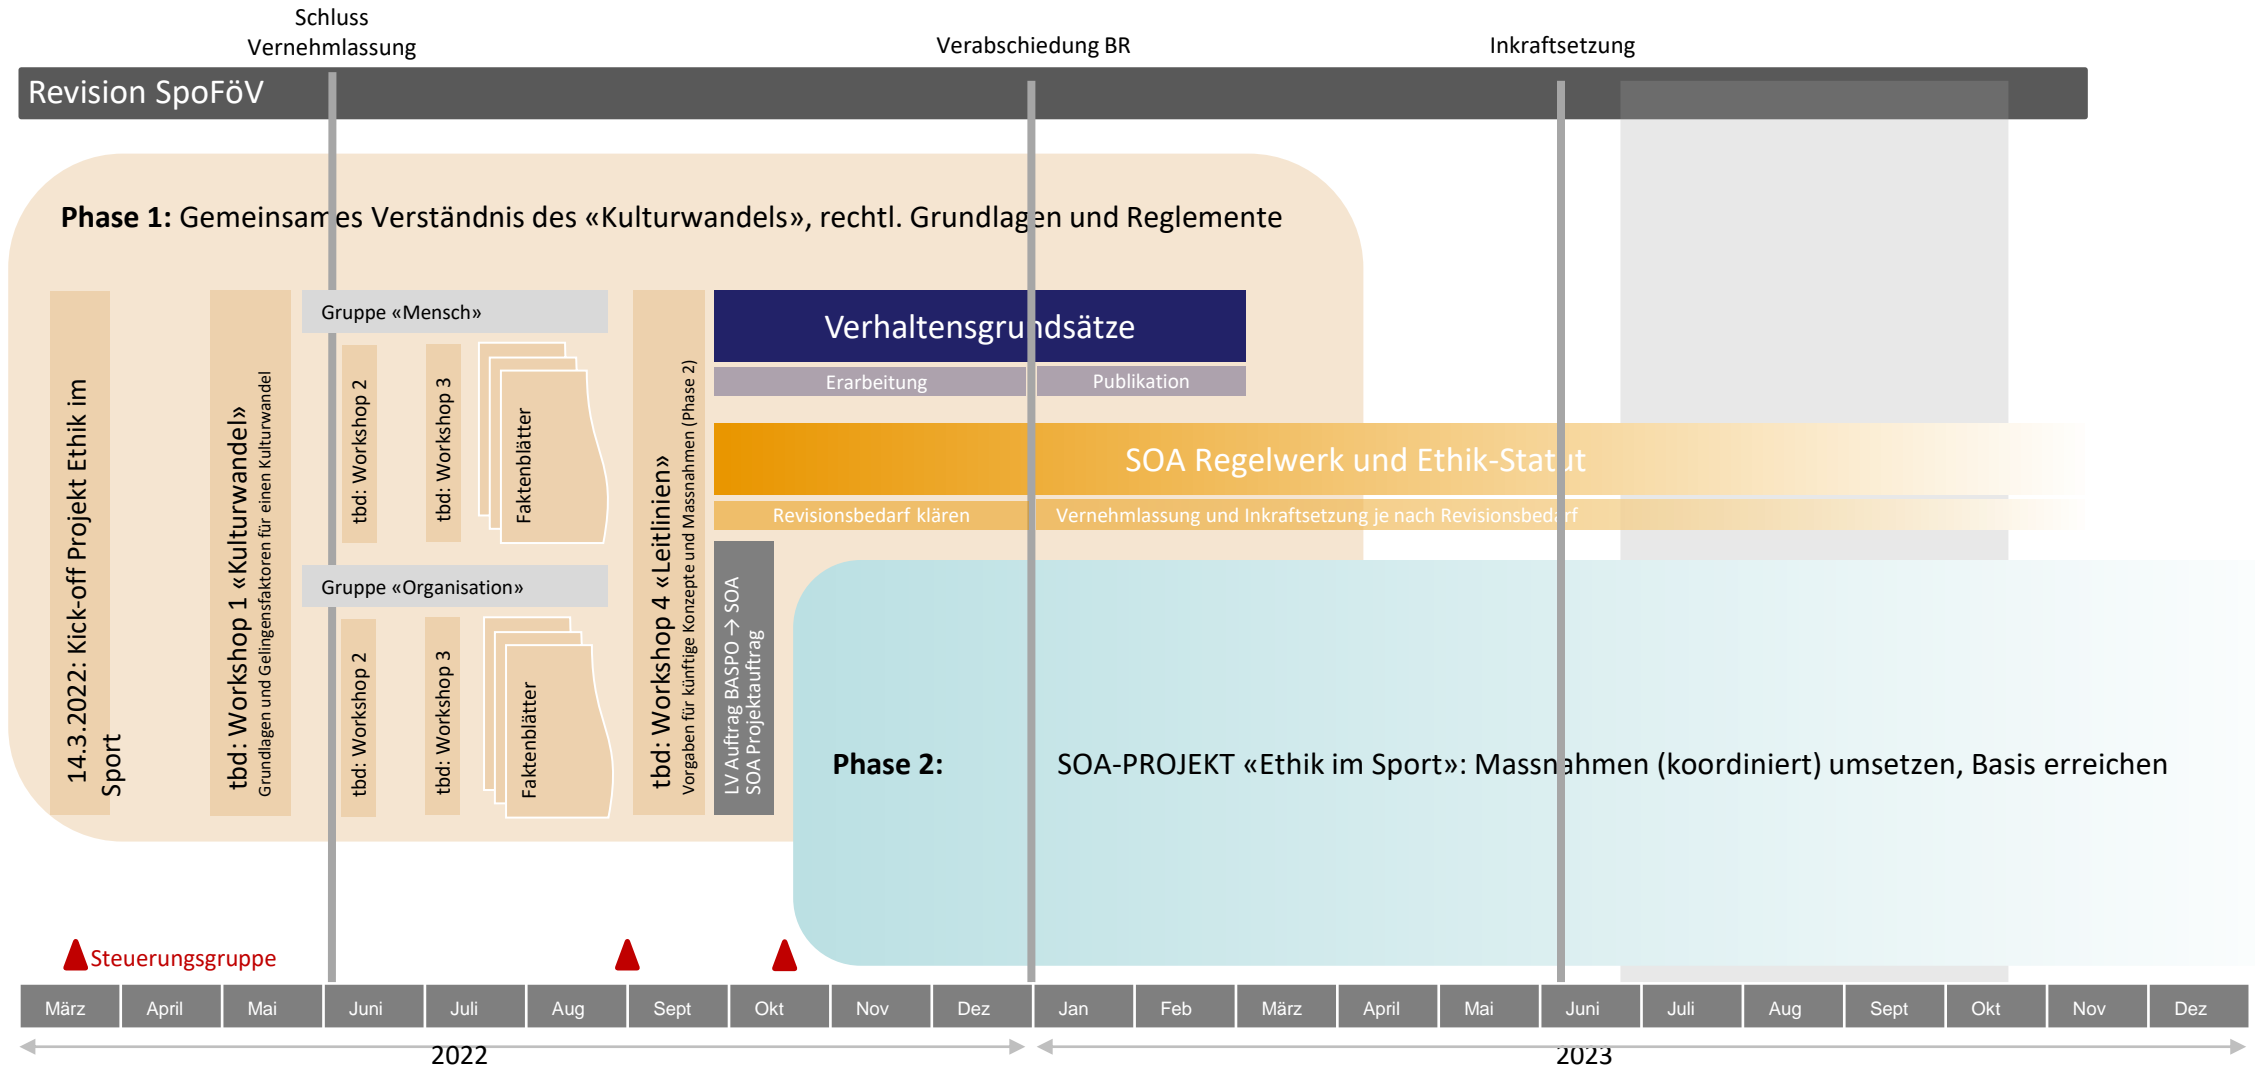 Schluss
Vernehmlassung
Verabschiedung BR
Inkraftsetzung
Revision SpoFöV
Phase 1: Gemeinsames Verständnis des «Kulturwandels», rechtl. Grundlagen und Reglemente
14.3.2022: Kick-off Projekt Ethik im
Sport
tbd: Workshop 1 «Kulturwandel»
Grundlagen und Gelingensfaktoren für einen Kulturwandel
Gruppe «Mensch»
tbd: Workshop 2
tbd: Workshop 3
Faktenblätter
Gruppe «Organisation»
tbd: Workshop 2
tbd: Workshop 3
Faktenblätter
tbd: Workshop 4 «Leitlinien»
Vorgaben für künftige Konzepte und Massnahmen (Phase 2)
Verhaltensgrundsätze
Erarbeitung
Publikation
SOA Regelwerk und Ethik-Statut
Revisionsbedarf klären
Vernehmlassung und Inkraftsetzung je nach Revisionsbedarf
LV Auftrag BASPO → SOA
SOA Projektauftrag
Phase 2:
SOA-PROJEKT «Ethik im Sport»: Massnahmen (koordiniert) umsetzen, Basis erreichen
Steuerungsgruppe
März
April
Mai
Juni
Juli
Aug
Sept
Okt
Nov
Dez
Jan
Feb
März
April
Mai
Juni
Juli
Aug
Sept
Okt
Nov
Dez
2022
2023